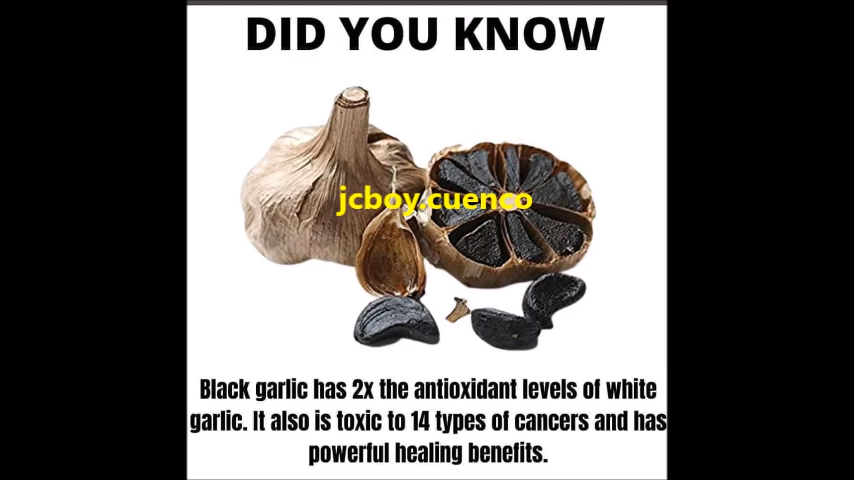 DID YOU KNOW
jcboy.cuenco
Black garlic has 2x the antioxidant levels of white
garlic. It also is toxic to 14 types of cancers and has
powerful healing benefits.